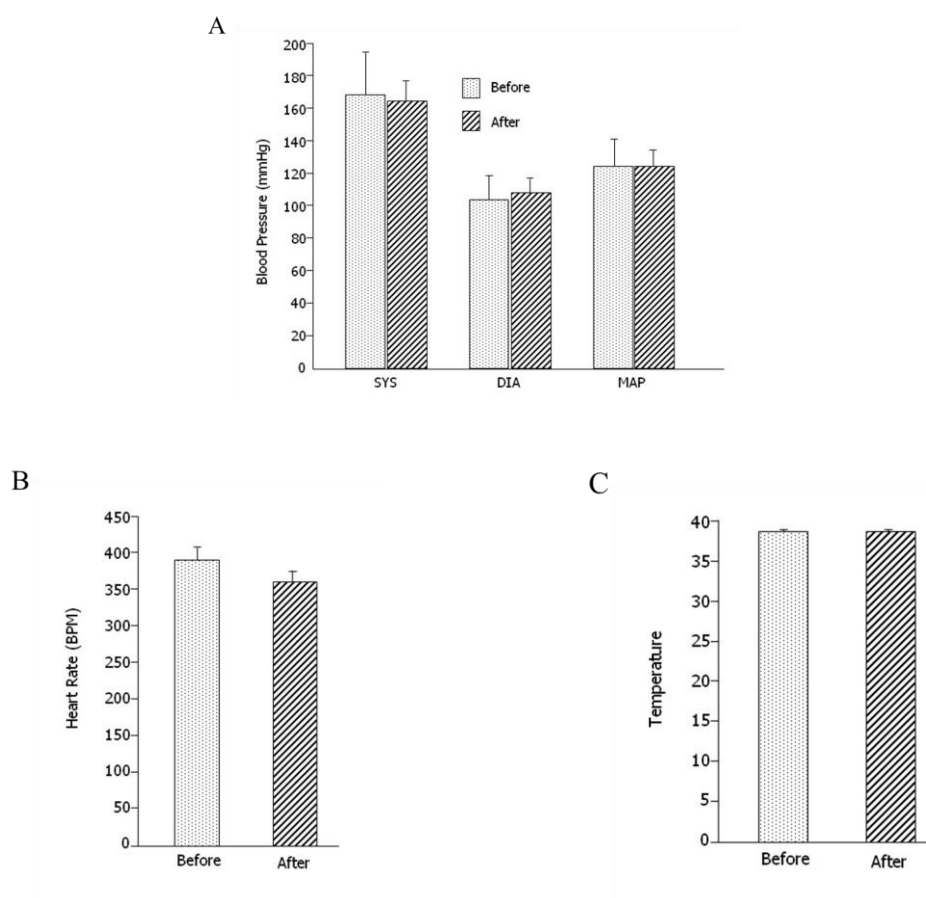 A
200
180
160
140
120
100
80
60
40
20
0
Blood Pressure (mmHg)
Before
After
SYS DIA MAP
B
450
400
350
300
250
200
150
100
50
0
Heart Rate (BPM)
Before After
C
40
35
30
25
20
15
10
5
0
Temperature
Before After